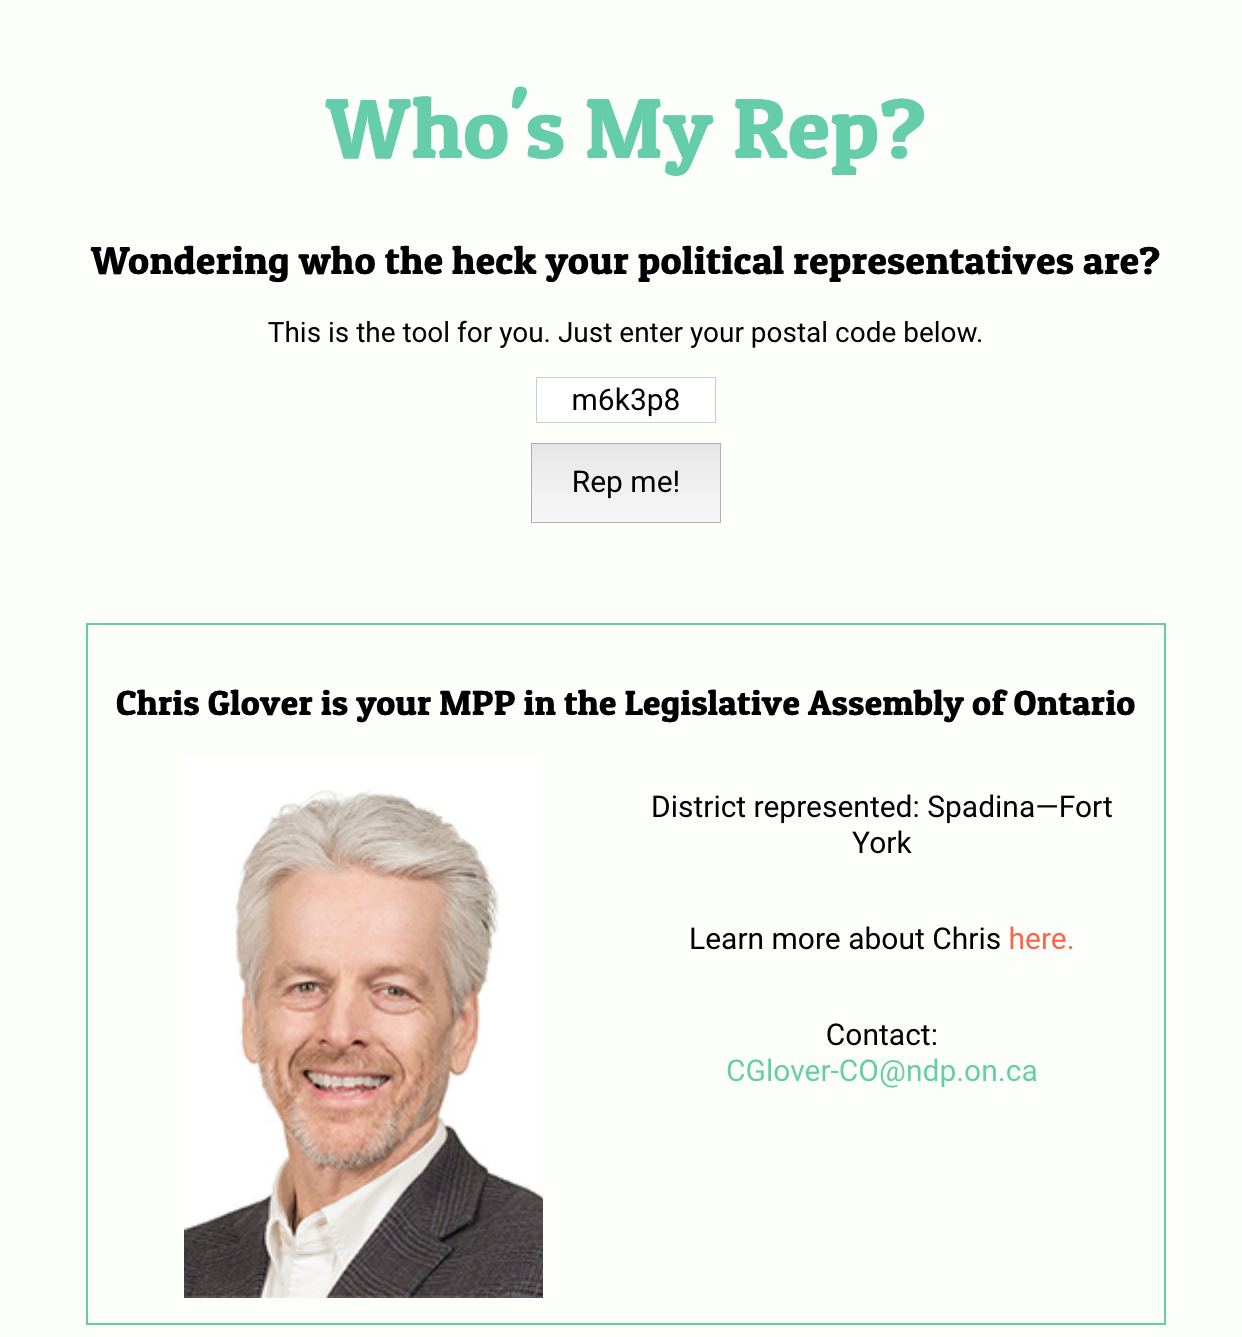 Who's My Rep?
Wondering who the heck your political representatives are?
This is the tool for you. Just enter your postal code below.
m6k3p8
Rep me!
Chris Glover is your MPP in the Legislative Assembly of Ontario
District represented: Spadina—Fort
York
Learn more about Chris here.
Contact:
CGlover-CO@ndp.on.ca